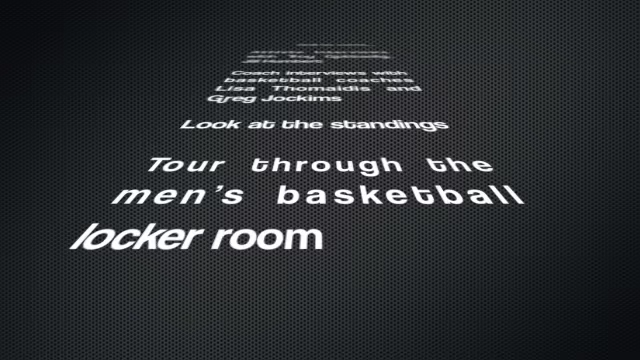 Coach interviews with
basketball coaches
Lisa Thomaidis and
Greg Jockims
Look at the standings
Tour through the
men's basketball
locker room